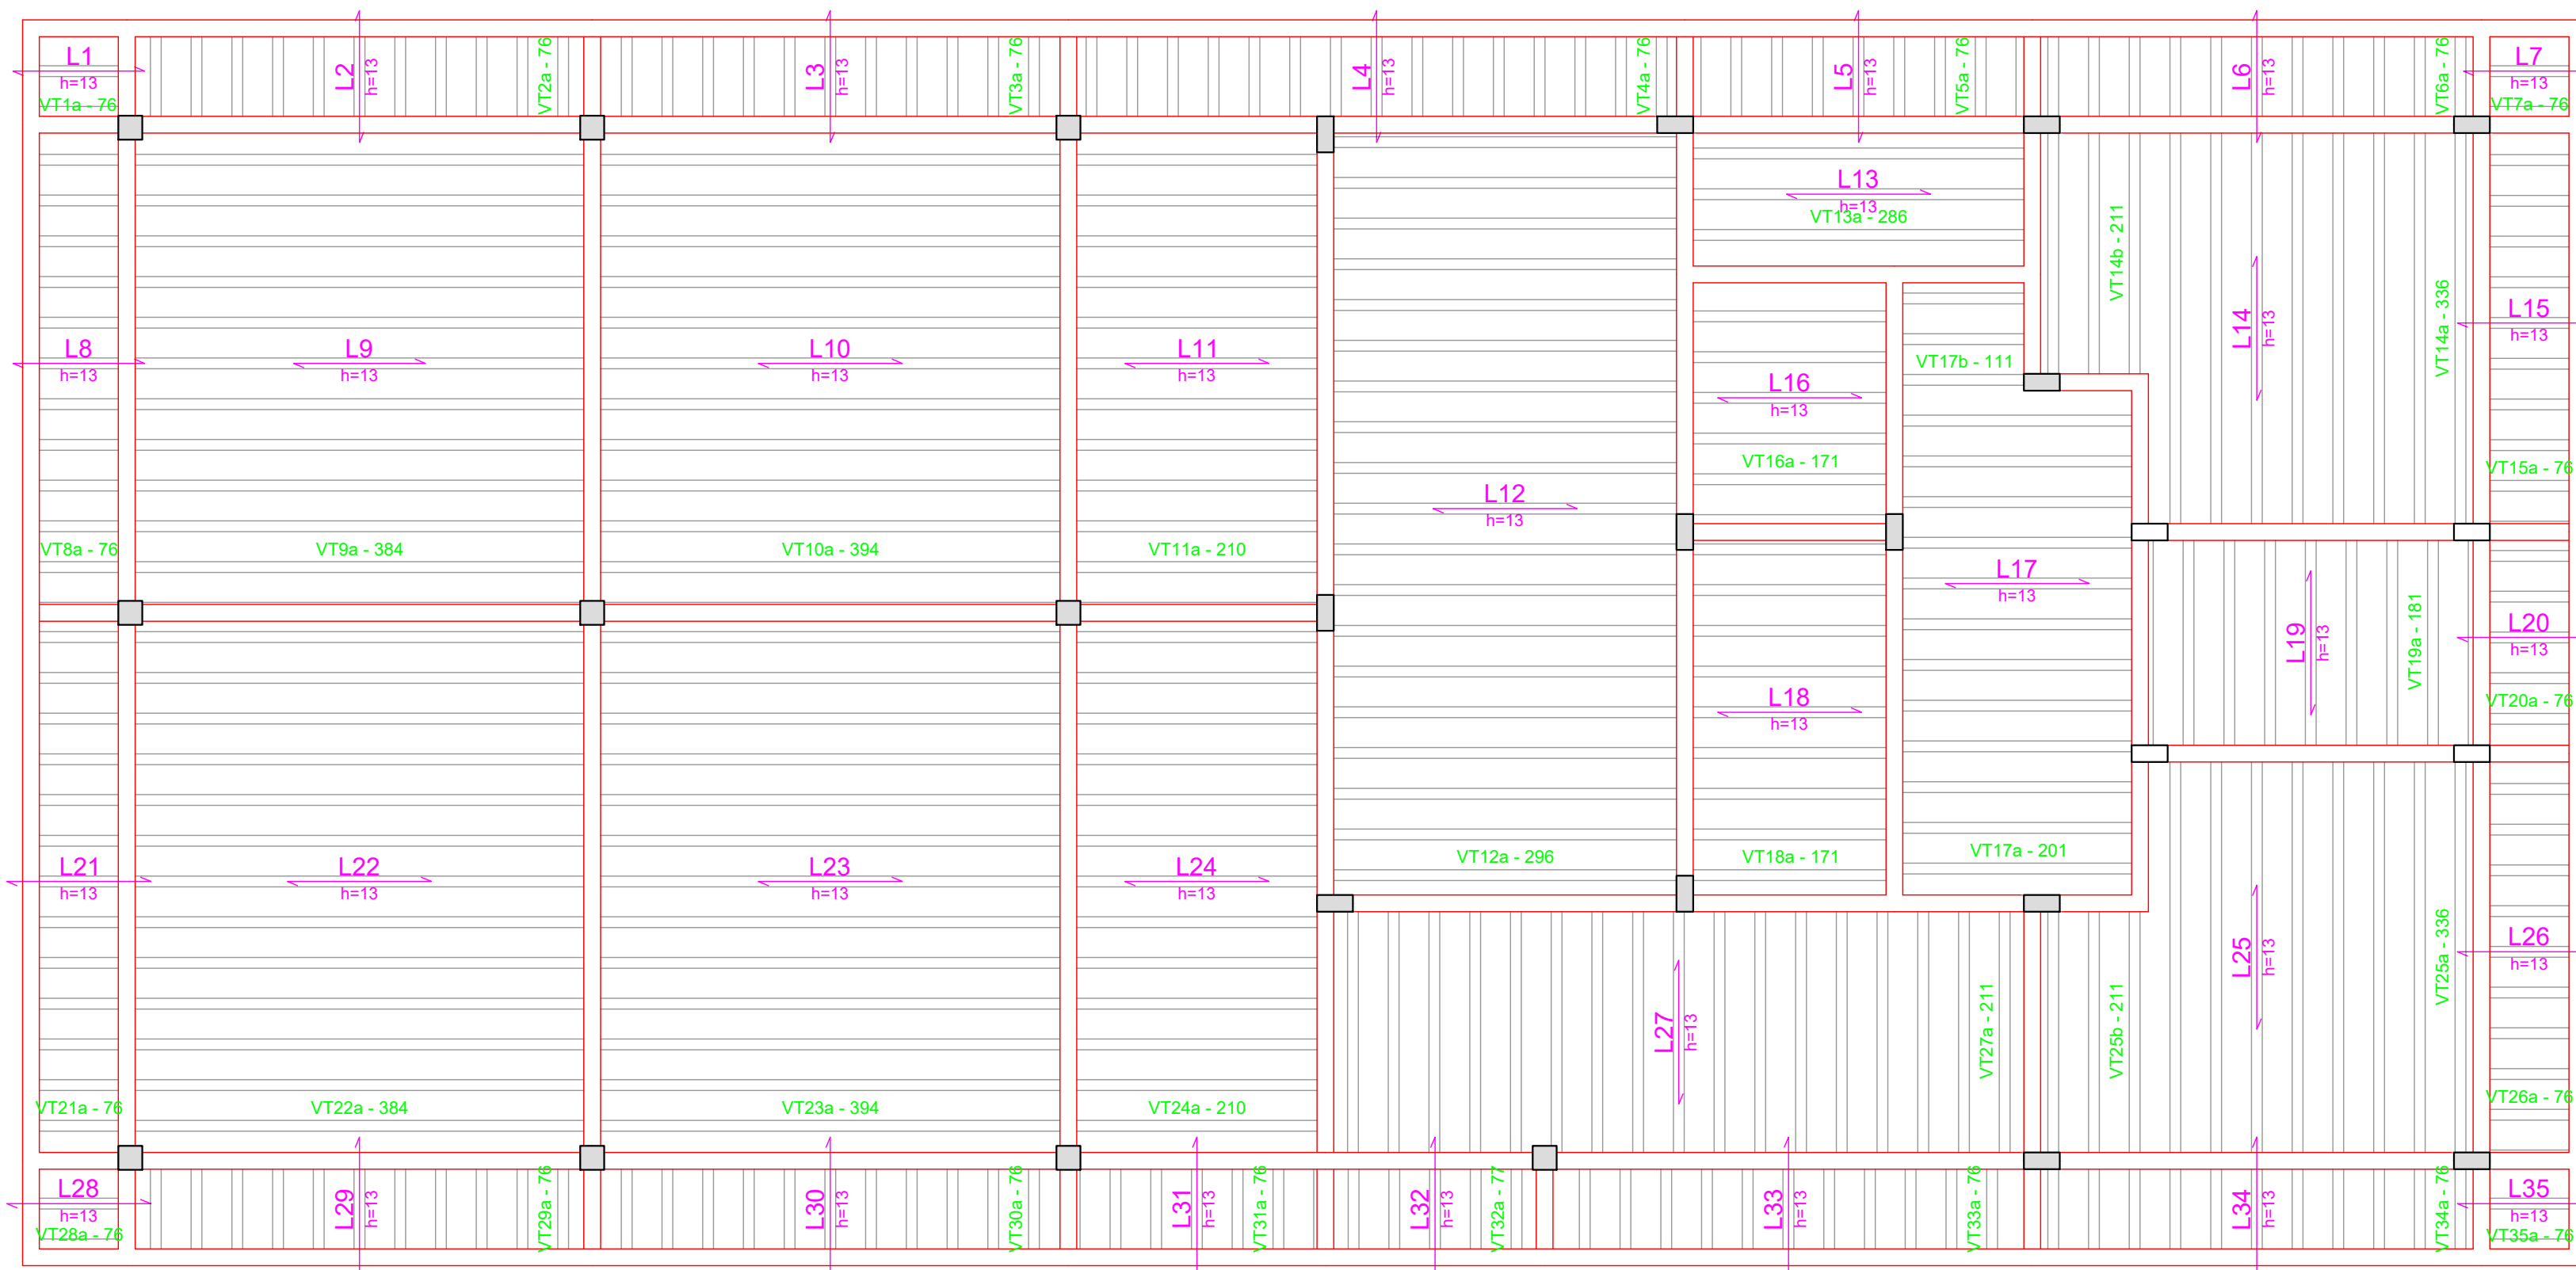 L1
h=13
VT1a - 76
L2
h=13
VT2a - 76
L3
h=13
VT3a - 76
L4
h=13
VT4a - 76
L5
h=13
VT5a - 76
L6
h=13
VT6a - 76
L7
h=13
VT7a - 76
L8
h=13
VT8a - 76
L9
h=13
VT9a - 384
L10
h=13
VT10a - 394
L11
h=13
VT11a - 210
L12
h=13
VT12a - 296
L13
h=13
VT13a - 286
VT14b - 211
L14
h=13
VT14a - 336
L15
h=13
VT15a - 76
L16
h=13
VT16a - 171
VT17b - 111
L17
h=13
VT17a - 201
L18
h=13
VT18a - 171
L19
h=13
VT19a - 181
L20
h=13
VT20a - 76
L21
h=13
VT21a - 76
L22
h=13
VT22a - 384
L23
h=13
VT23a - 394
L24
h=13
VT24a - 210
VT25b - 211
L25
h=13
VT25a - 336
L26
h=13
VT26a - 76
L27
h=13
VT27a - 211
L28
h=13
VT28a - 76
L29
h=13
VT29a - 76
L30
h=13
VT30a - 76
L31
h=13
VT31a - 76
L32
h=13
VT32a - 77
L33
h=13
VT33a - 76
L34
h=13
VT34a - 76
L35
h=13
VT35a - 76